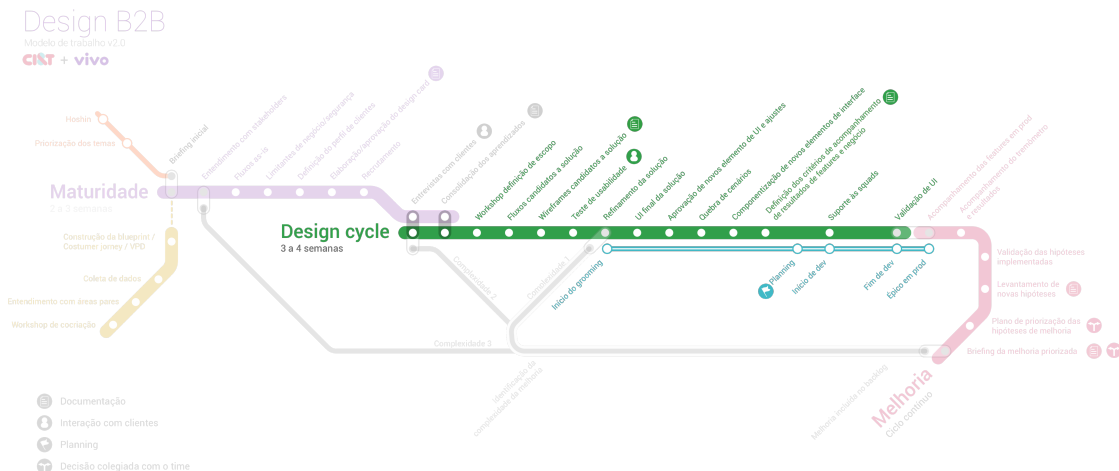 Design B2B
Modelo de trabalho v2.0
CI&T + vivo
Hoshin
Priorização dos temas
Briefing inicial
Maturidade
2 a 3 semanas
Entendimento com stakeholders
Fluxos as-is
Limitantes de negócio/segurança
Definição do perfil de clientes
Elaboração/aprovação do design card
Recrutamento
Entrevistas com clientes
Consolidação dos aprendizados
Construção da blueprint /
Costumer jorney / VPD
Coleta de dados
Entendimento com áreas pares
Workshop de cocriação
Design cycle
3 a 4 semanas
Workshop definição de escopo
Fluxos candidatos a solução
Wireframes candidatos a solução
Teste de usabilidade
Refinamento da solução
UI final da solução
Aprovação de novos elemento de UI e ajustes
Quebra de cenários
Componentização de novos elementos de interface
Definição dos critérios de acompanhamento
de resultados de features e negócio
Suporte às squads
Validação de UI
Início do grooming
Planning
Início de dev
Fim de dev
Épico em prod
Acompanhamento das features em prod
Acompanhamento do termômetro
e resultados
Validação das hipóteses
implementadas
Levantamento de
novas hipóteses
Plano de priorização das
hipóteses de melhoria
Briefing da melhoria priorizada
Melhoria
Ciclo contínuo
Complexidade 1
Complexidade 2
Complexidade 3
Identificação da
complexidade da melhoria
Melhoria incluída no backlog
Documentação
Interação com clientes
Planning
Decisão colegiada com o time